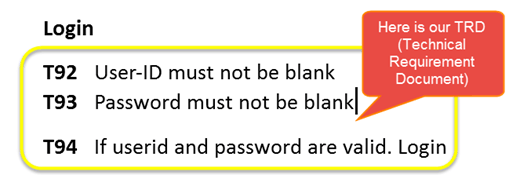 Login
Here is our TRD
(Technical
Requirement
Document)
T92 User-ID must not be blank
T93 Password must not be blank
T94 If userid and password are valid. Login